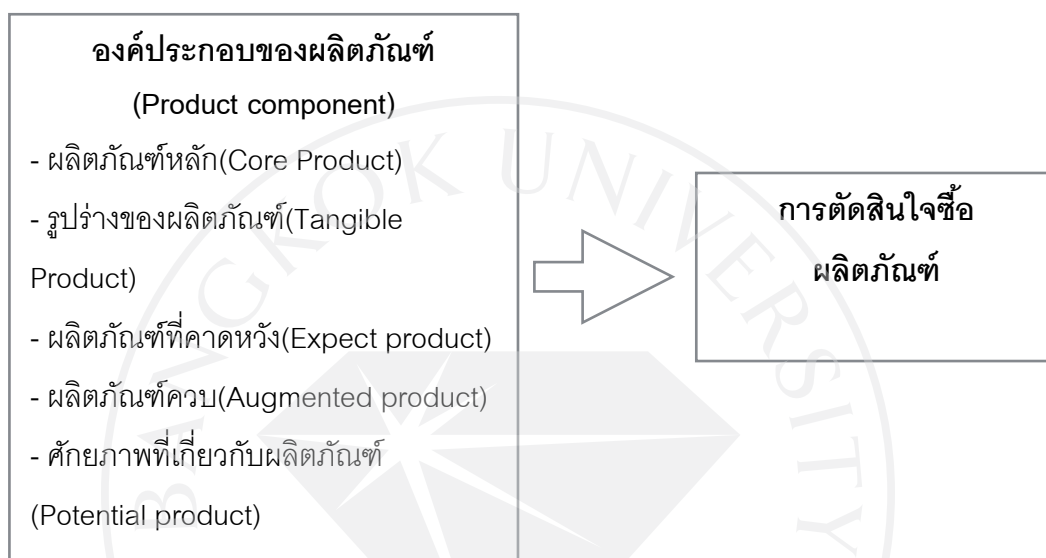 องค์ประกอบของผลิตภัณฑ์
(Product component)
- ผลิตภัณฑ์หลัก(Core Product)
- รูปร่างของผลิตภัณฑ์(Tangible
Product)
- ผลิตภัณฑ์ที่คาดหวัง(Expect product)
- ผลิตภัณฑ์ควบ(Augmented product)
- ศักยภาพที่เกี่ยวกับผลิตภัณฑ์
(Potential product)
การตัดสินใจซื้อ
ผลิตภัณฑ์
BANGKOK UNIVERSITY